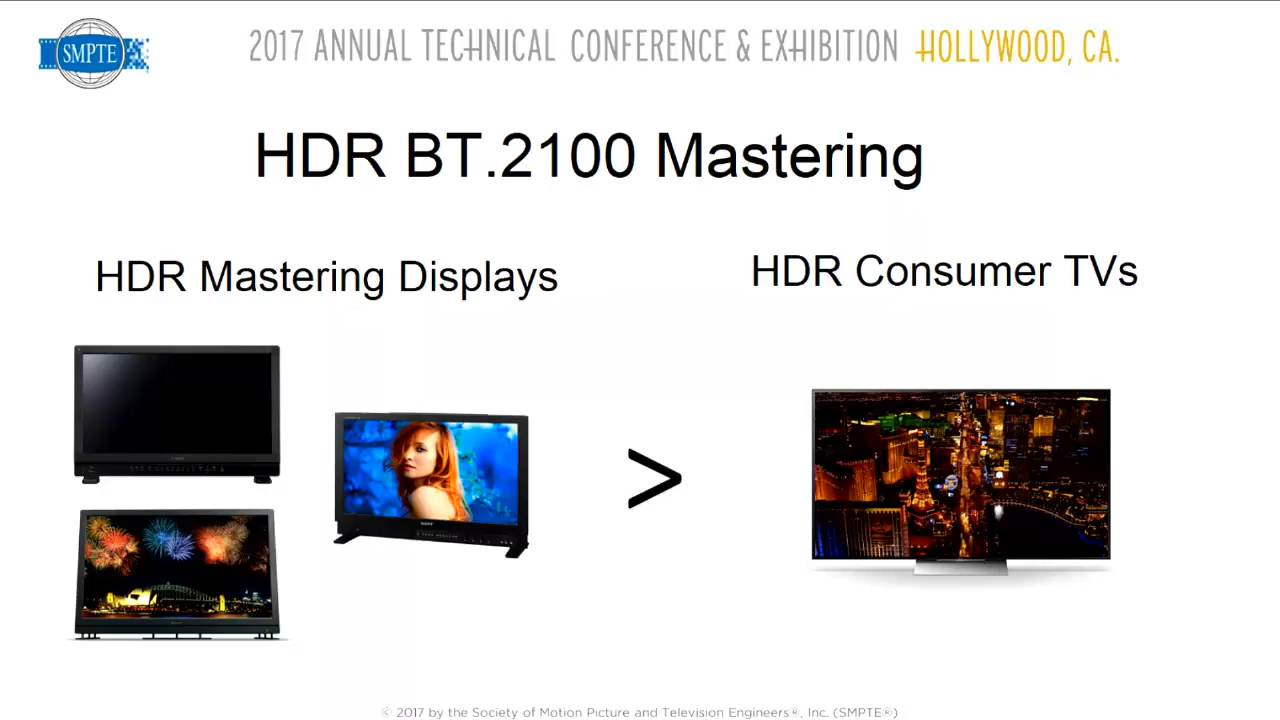 SMPTE
2017 ANNUAL TECHNICAL CONFERENCE & EXHIBITION HOLLYWOOD, CA.
HDR BT.2100 Mastering
HDR Mastering Displays
HDR Consumer TVs
SONY
>
© 2017 by the Society of Motion Picture and Television Engineers®, Inc. (SMPTE®)